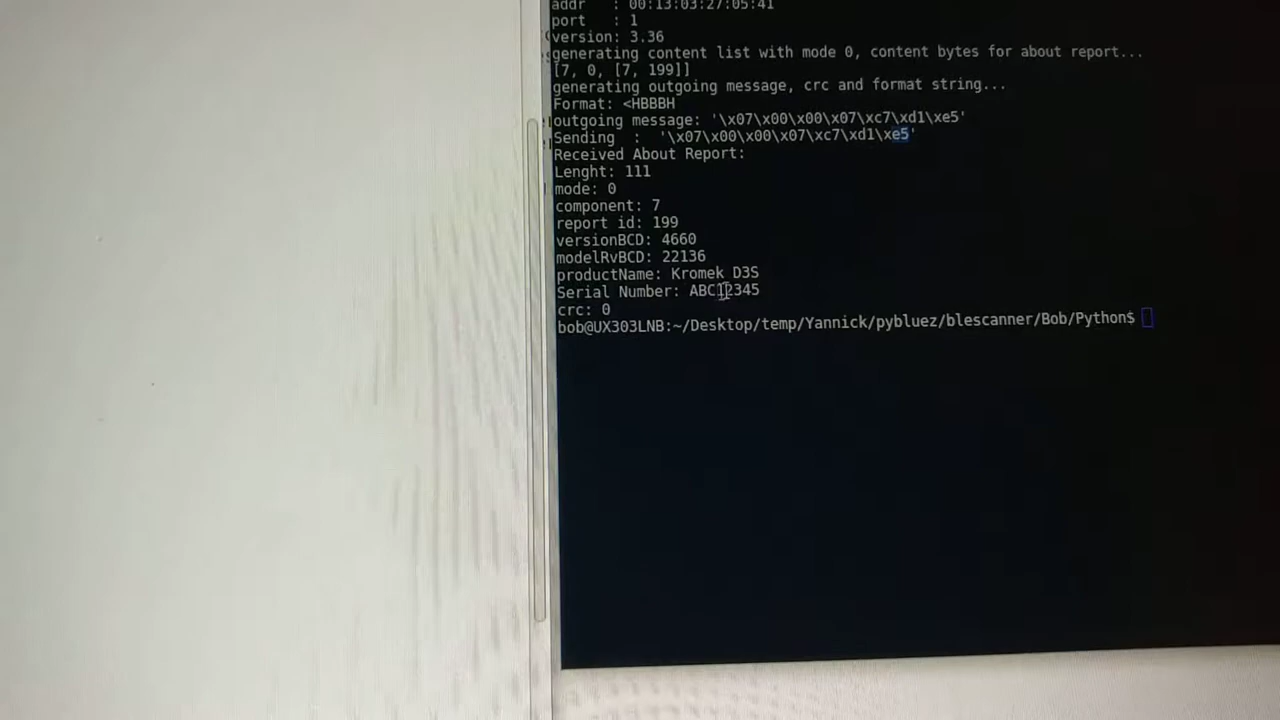 addr   : 00:13:03:27:05:41
port   : 1
version: 3.36
generating content list with mode 0, content bytes for about report...
[7, 0, [7, 199]]
generating outgoing message, crc and format string...
Format: <HBBBH
outgoing message: '\x07\x00\x00\x07\xc7\xd1\xe5'
Sending  :  '\x07\x00\x00\x07\xc7\xd1\xe5'
Received About Report:
Lenght: 111
mode: 0
component: 7
report id: 199
versionBCD: 4660
modelRvBCD: 22136
productName: Kromek D3S
Serial Number: ABC12345
crc: 0
bob@UX303LNB:~/Desktop/temp/Yannick/pybluez/blescanner/Bob/Python$